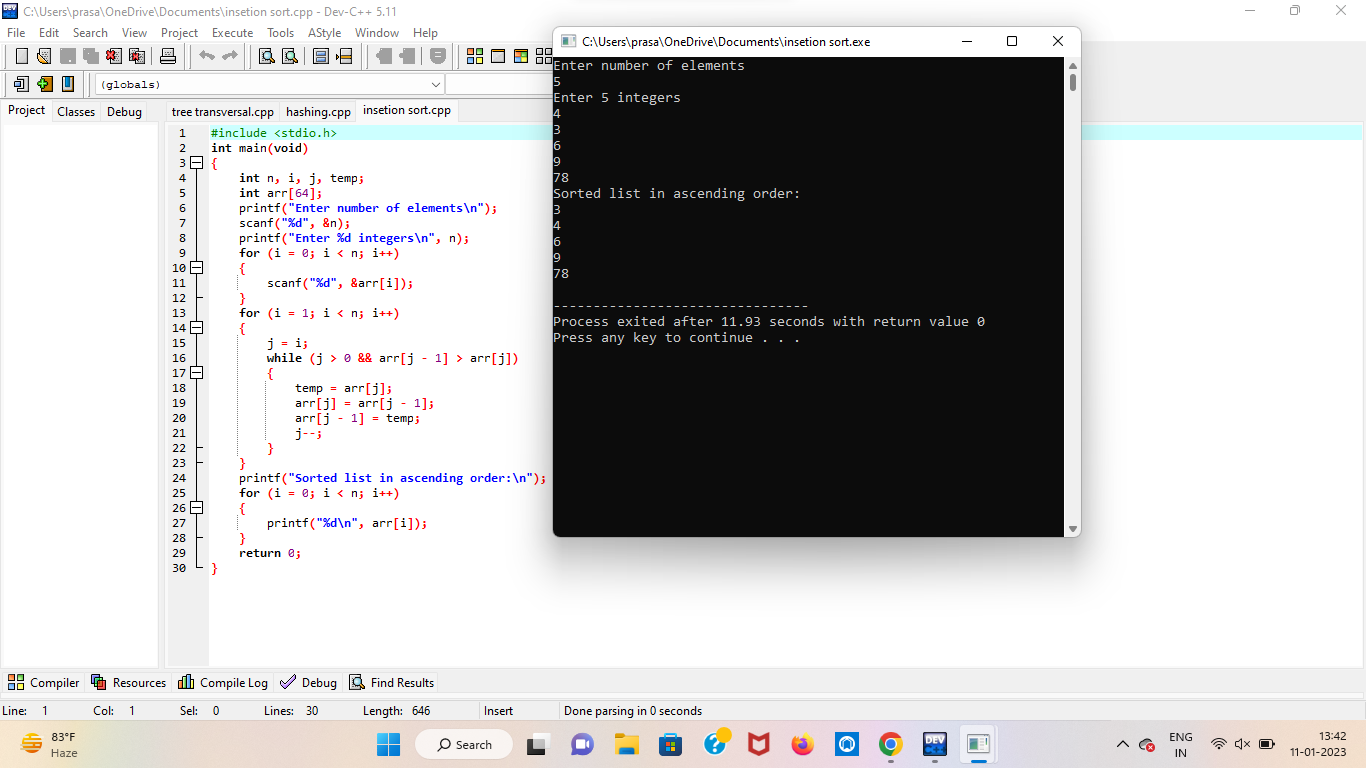 C:\Users\prasa\OneDrive\Documents\insetion sort.cpp - Dev-C++ 5.11
File Edit Search View Project Execute Tools AStyle Window Help
(globals)
Project Classes Debug
tree transversal.cpp hashing.cpp insetion sort.cpp
1 #include <stdio.h>
2 int main(void)
3 {
4 int n, i, j, temp;
5 int arr[64];
6 printf("Enter number of elements\n");
7 scanf("%d", &n);
8 printf("Enter %d integers\n", n);
9 for (i = 0; i < n; i++)
10 {
11 scanf("%d", &arr[i]);
12 }
13 for (i = 1; i < n; i++)
14 {
15 j = i;
16 while (j > 0 && arr[j - 1] > arr[j])
17 {
18 temp = arr[j];
19 arr[j] = arr[j - 1];
20 arr[j - 1] = temp;
21 j--;
22 }
23 }
24 printf("Sorted list in ascending order:\n");
25 for (i = 0; i < n; i++)
26 {
27 printf("%d\n", arr[i]);
28 }
29 return 0;
30 }
C:\Users\prasa\OneDrive\Documents\insetion sort.exe
Enter number of elements
5
Enter 5 integers
4
3
6
9
78
Sorted list in ascending order:
3
4
6
9
78
--------------------------------
Process exited after 11.93 seconds with return value 0
Press any key to continue . . .
Compiler Resources Compile Log Debug Find Results
Line: 1 Col: 1 Sel: 0 Lines: 30 Length: 646 Insert Done parsing in 0 seconds
83°F
Haze
Search
DEV
ENG
IN
13:42
11-01-2023